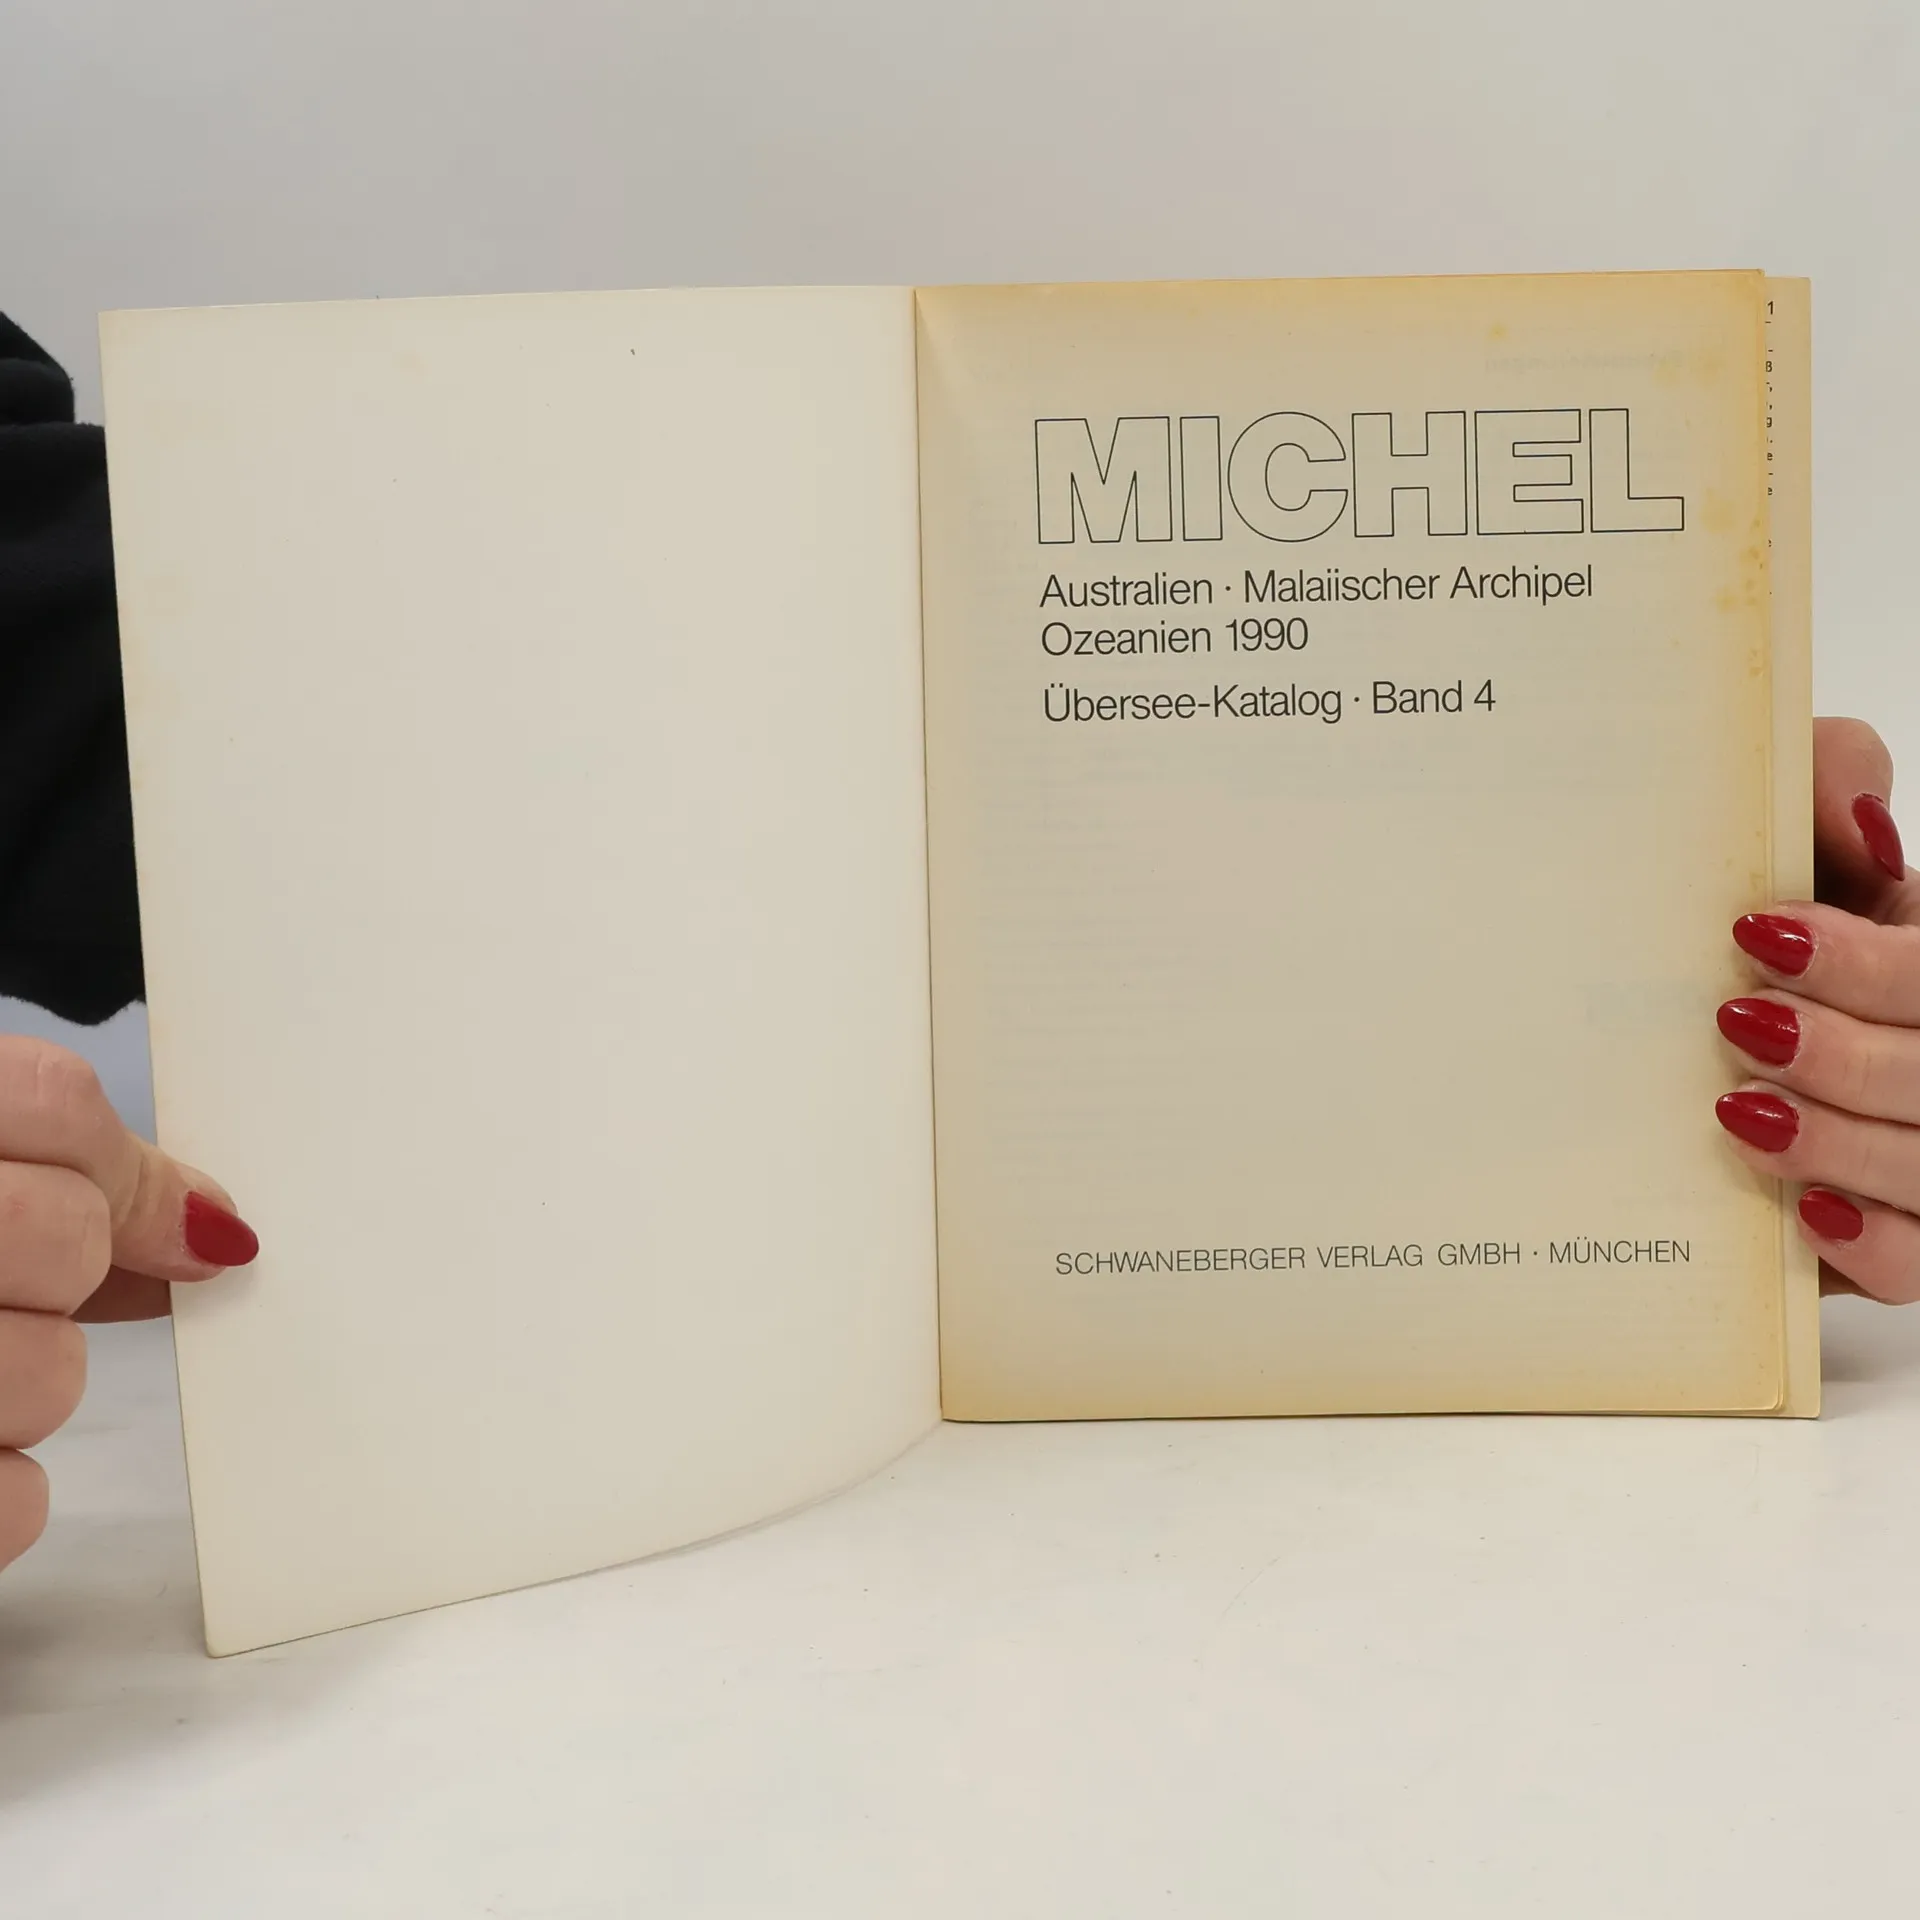 MICHEL
Australien · Malaiischer Archipel
Ozeanien 1990
Übersee-Katalog · Band 4
SCHWANEBERGER VERLAG GMBH · MÜNCHEN